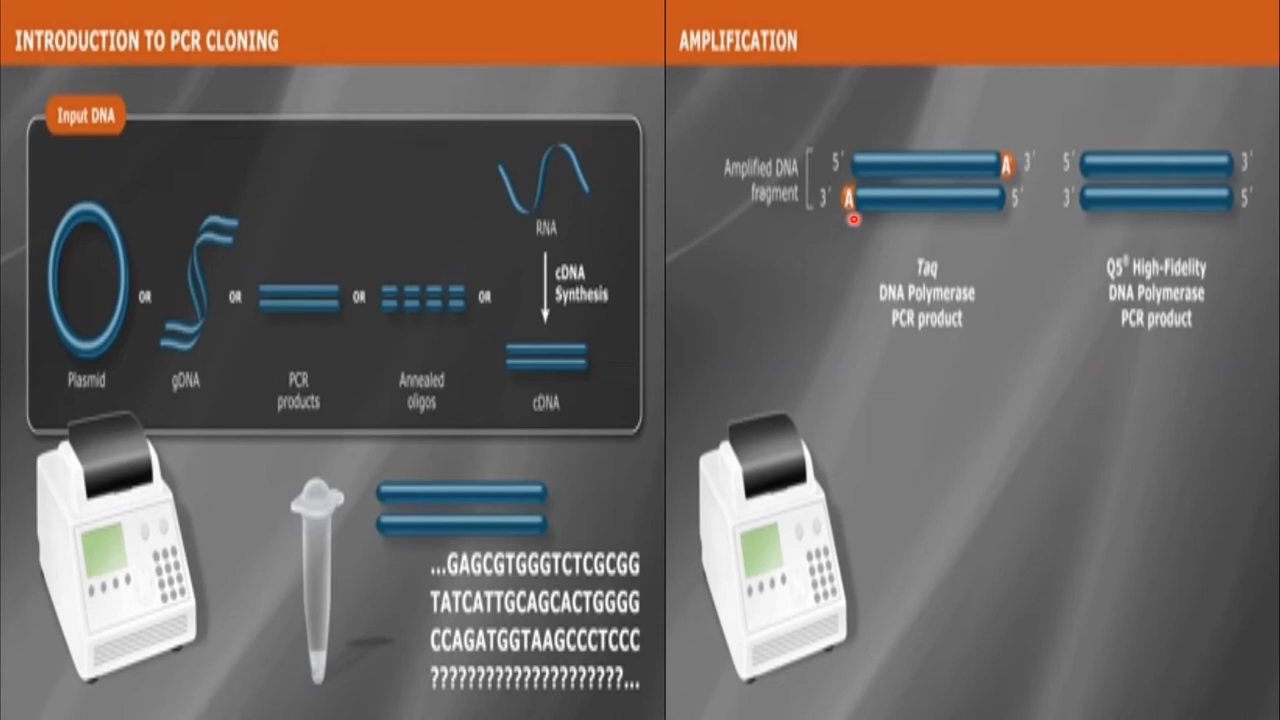 INTRODUCTION TO PCR CLONING
Input DNA
RNA
cDNA
Synthesis
OR
OR
OR
OR
Plasmid
gDNA
PCR
products
Annealed
oligos
cDNA
...GAGCGTGGGTCTCGCGG
TATCATTGCAGCACTGGGG
CCAGATGGTAAGCCCTCCC
????????????????????...
AMPLIFICATION
Amplified DNA
fragment
5´ A 3´
3´ A 5´
5´ 3´
3´ 5´
Taq
DNA Polymerase
PCR product
Q5® High-Fidelity
DNA Polymerase
PCR product